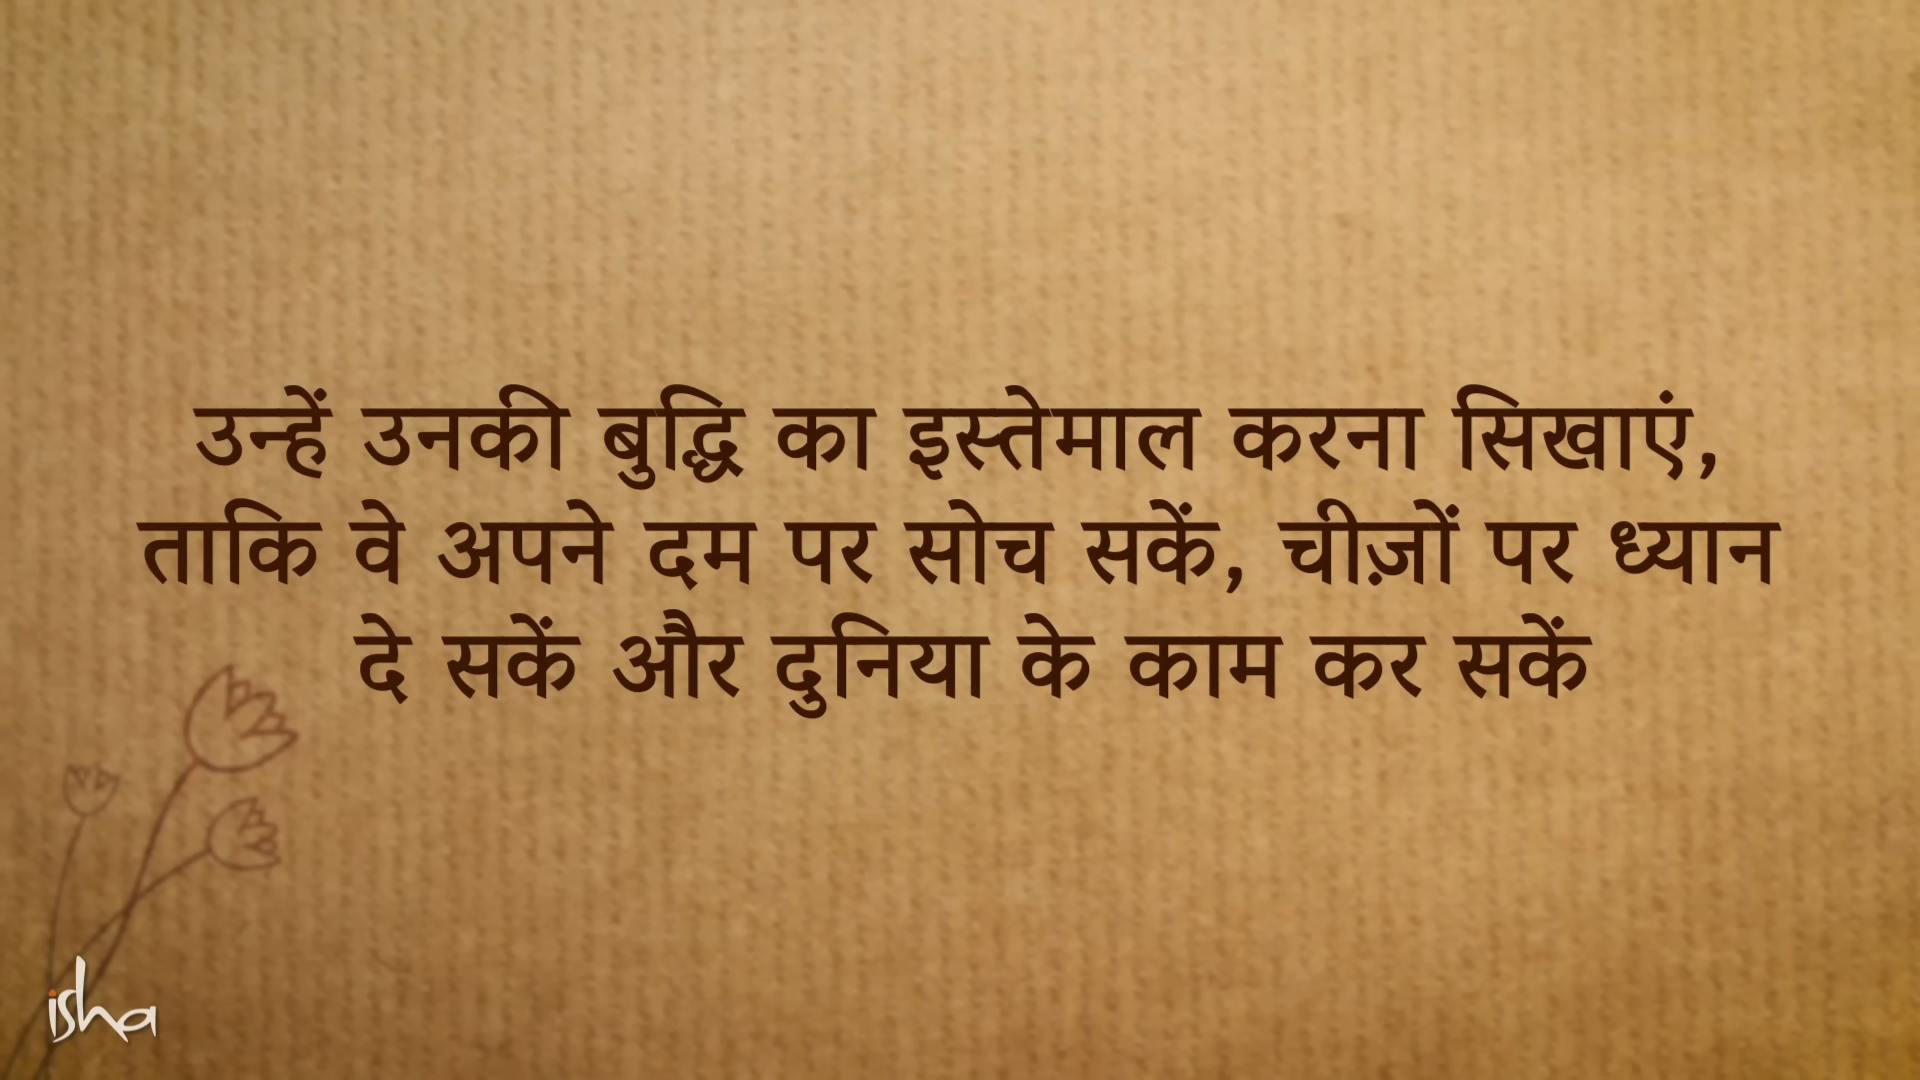 उन्हें उनकी बुद्धि का इस्तेमाल करना सिखाएं,
ताकि वे अपने दम पर सोच सकें, चीज़ों पर ध्यान
दे सकें और दुनिया के काम कर सकें
isha